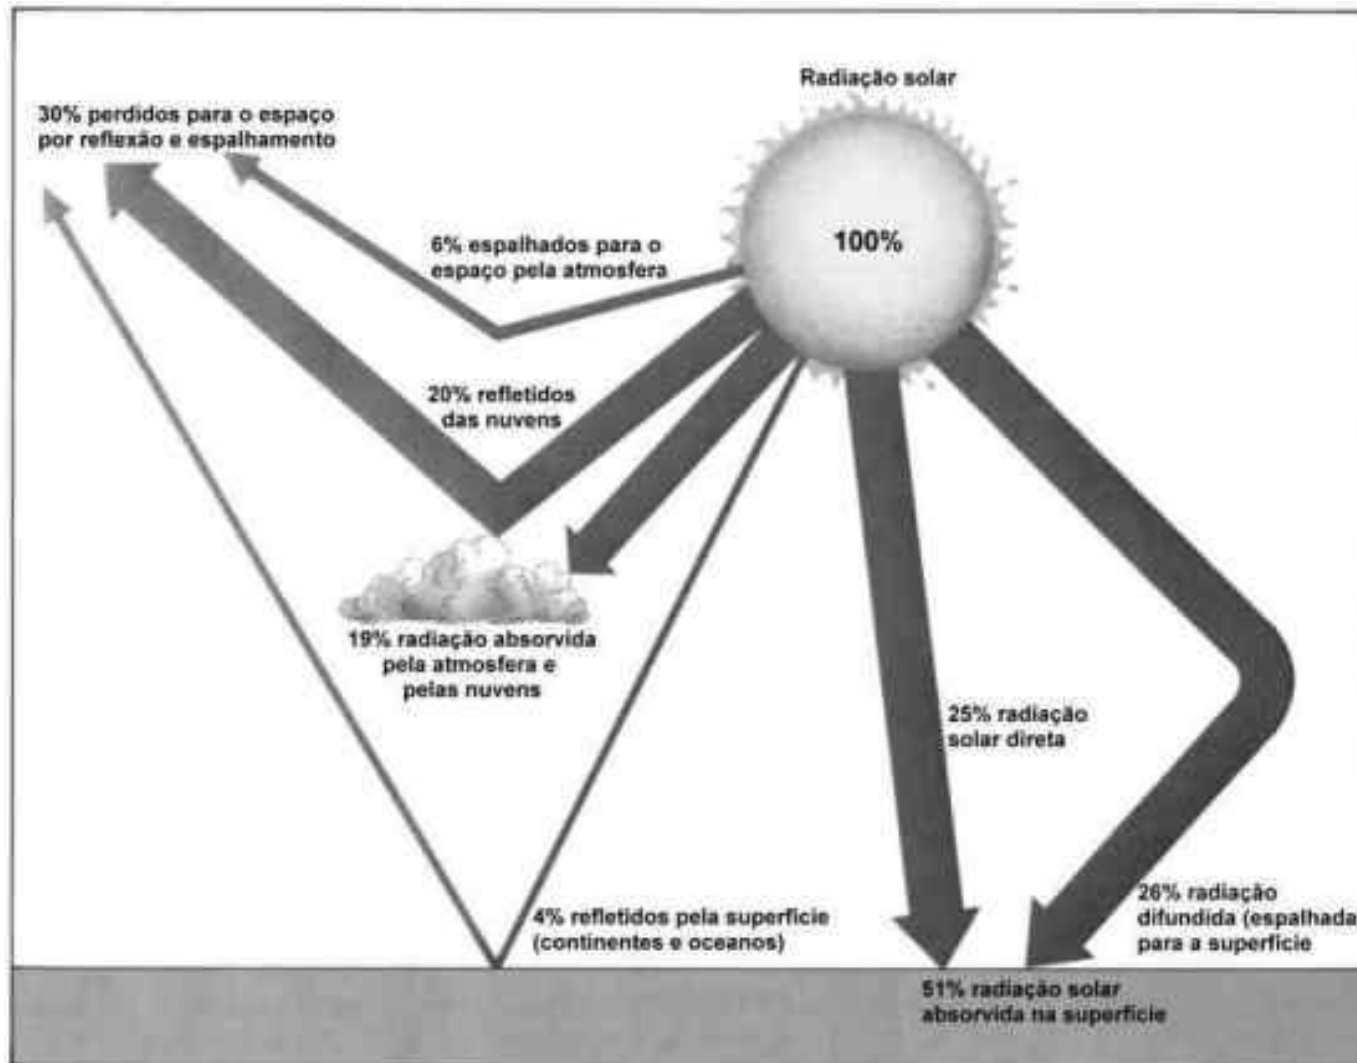 Radiação solar
30% perdidos para o espaço
por reflexão e espalhamento
100%
6% espalhados para o
espaço pela atmosfera
20% refletidos
das nuvens
19% radiação absorvida
pela atmosfera e
pelas nuvens
25% radiação
solar direta
4% refletidos pela superfície
(continentes e oceanos)
26% radiação
difundida (espalhada
para a superfície
51% radiação solar
absorvida na superfície